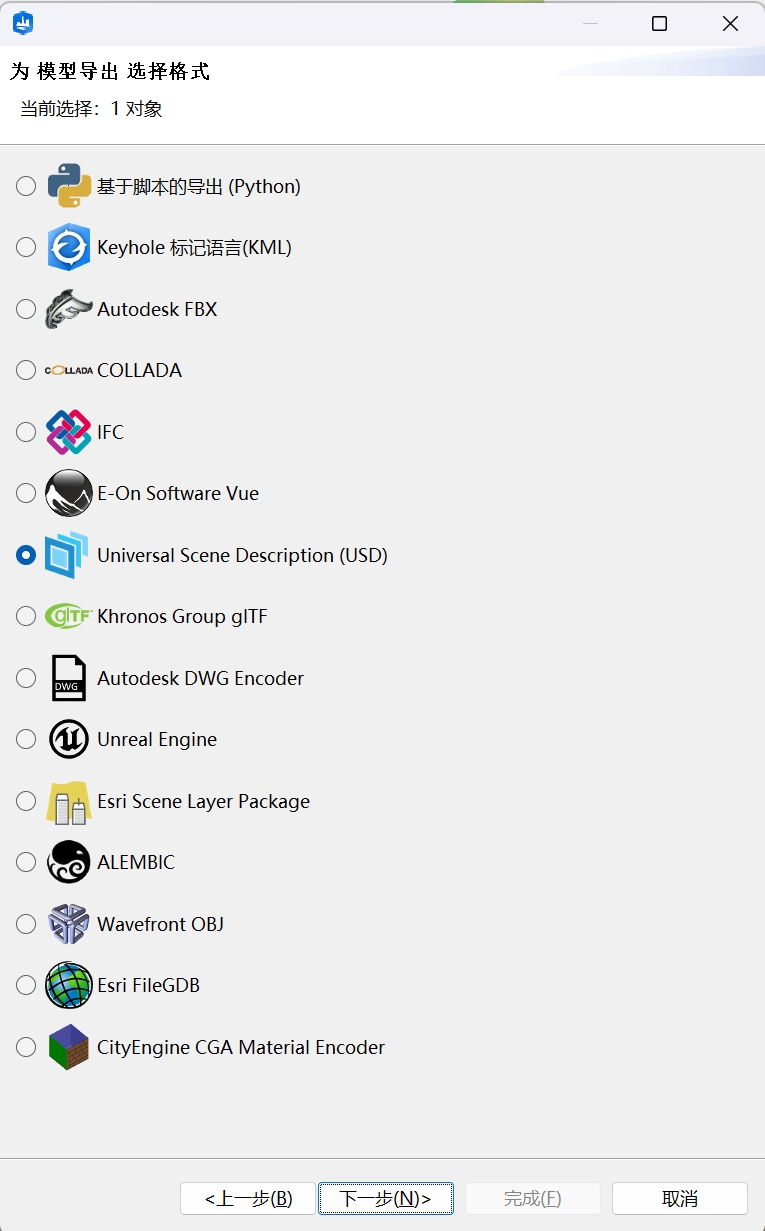 为 模型导出 选择格式
当前选择：1 对象
基于脚本的导出 (Python)
Keyhole 标记语言(KML)
Autodesk FBX
COLLADA COLLADA
IFC
E-On Software Vue
Universal Scene Description (USD)
glTF Khronos Group glTF
DWG Autodesk DWG Encoder
Unreal Engine
Esri Scene Layer Package
ALEMBIC
Wavefront OBJ
Esri FileGDB
CityEngine CGA Material Encoder
<上一步(B) 下一步(N)> 完成(F) 取消